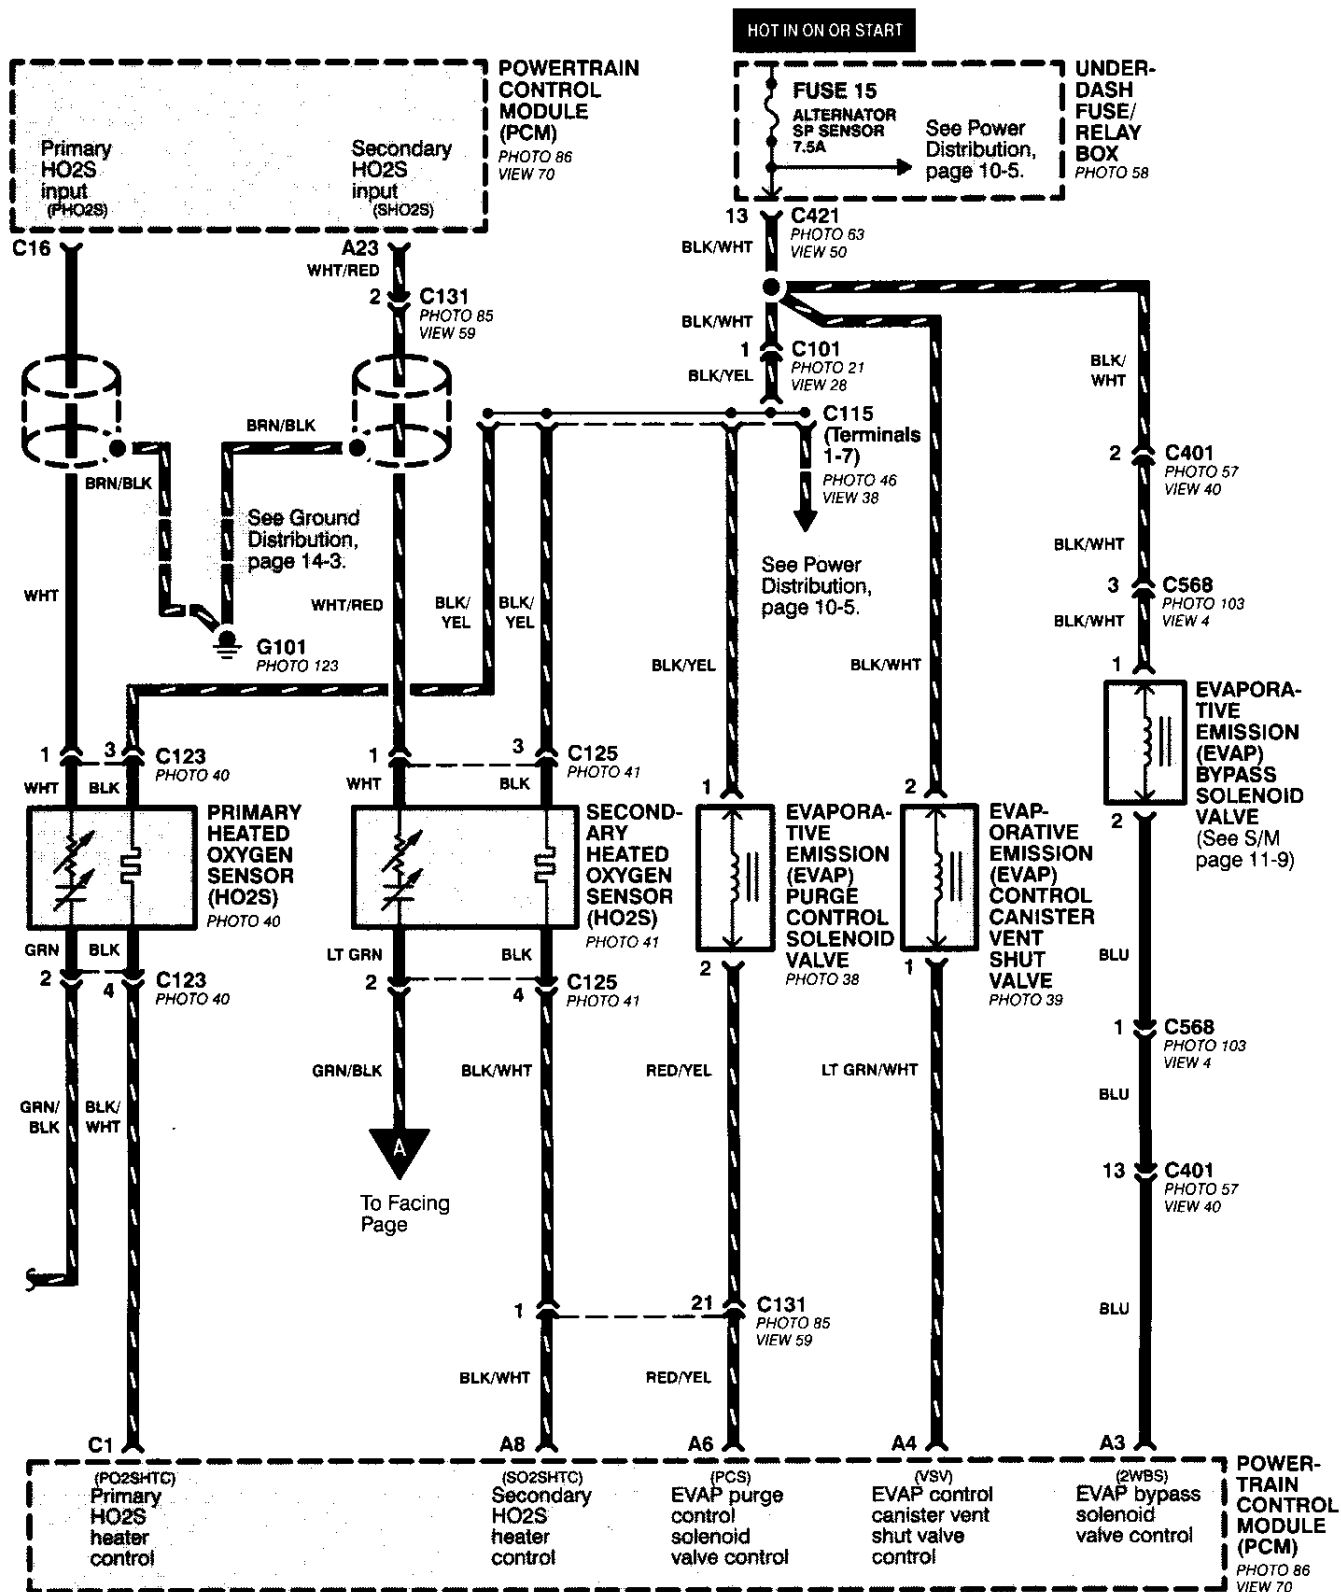 HOT IN ON OR START
POWERTRAIN
CONTROL
MODULE
(PCM)
PHOTO 86
VIEW 70
Primary
HO2S
input
(PHO2S)
Secondary
HO2S
input
(SHO2S)
FUSE 15
ALTERNATOR
SP SENSOR
7.5A
See Power
Distribution,
page 10-5.
UNDER-
DASH
FUSE/
RELAY
BOX
PHOTO 58
C16
A23
WHT/RED
2
C131
PHOTO 85
VIEW 59
13
C421
PHOTO 63
VIEW 50
BLK/WHT
BLK/WHT
1
C101
PHOTO 21
VIEW 28
BLK/YEL
BLK/
WHT
BRN/BLK
BRN/BLK
C115
(Terminals
1-7)
PHOTO 46
VIEW 38
2
C401
PHOTO 57
VIEW 40
See Ground
Distribution,
page 14-3.
See Power
Distribution,
page 10-5.
BLK/WHT
3
C568
PHOTO 103
VIEW 4
BLK/WHT
WHT
WHT/RED
BLK/
YEL
BLK/
YEL
G101
PHOTO 123
BLK/YEL
BLK/WHT
1
EVAPORA-
TIVE
EMISSION
(EVAP)
BYPASS
SOLENOID
VALVE
(See S/M
page 11-9)
2
1
3
C123
PHOTO 40
WHT
BLK
1
3
C125
PHOTO 41
WHT
BLK
1
2
PRIMARY
HEATED
OXYGEN
SENSOR
(HO2S)
PHOTO 40
SECOND-
ARY
HEATED
OXYGEN
SENSOR
(HO2S)
PHOTO 41
EVAPORA-
TIVE
EMISSION
(EVAP)
PURGE
CONTROL
SOLENOID
VALVE
PHOTO 38
EVAP-
ORATIVE
EMISSION
(EVAP)
CONTROL
CANISTER
VENT
SHUT
VALVE
PHOTO 39
GRN
BLK
2
4
C123
PHOTO 40
LT GRN
BLK
2
4
C125
PHOTO 41
2
1
BLU
1
C568
PHOTO 103
VIEW 4
GRN/BLK
BLK/WHT
RED/YEL
LT GRN/WHT
BLU
GRN/
BLK
BLK/
WHT
A
To Facing
Page
13
C401
PHOTO 57
VIEW 40
1
21
C131
PHOTO 85
VIEW 59
BLU
BLK/WHT
RED/YEL
C1
A8
A6
A4
A3
(PO2SHTC)
Primary
HO2S
heater
control
(SO2SHTC)
Secondary
HO2S
heater
control
(PCS)
EVAP purge
control
solenoid
valve control
(VSV)
EVAP control
canister vent
shut valve
control
(2WBS)
EVAP bypass
solenoid
valve control
POWER-
TRAIN
CONTROL
MODULE
(PCM)
PHOTO 86
VIEW 70